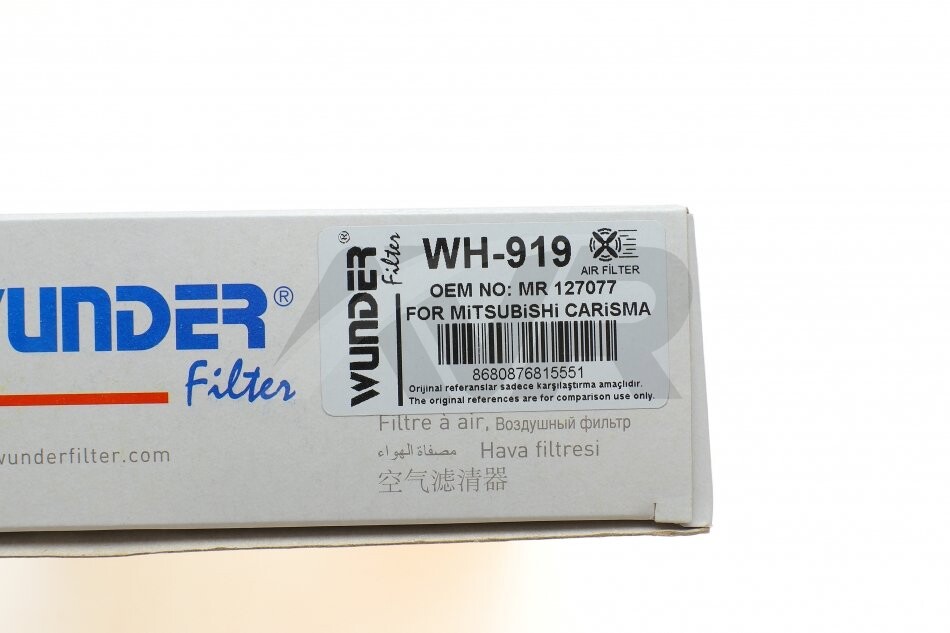 WUNDER®
Filter
wunderfilter.com
WUNDER®
Filter
WH-919
AIR FİLTER
OEM NO: MR 127077
FOR MiTSUBiSHi CARiSMA
8680876815551
Orijinal referanslar sadece karşılaştırma amaçlıdır.
The original references are for comparison use only.
Filtre à air, Воздушный фильтр
مصفاة الهواء Hava filtresi
空气滤清器